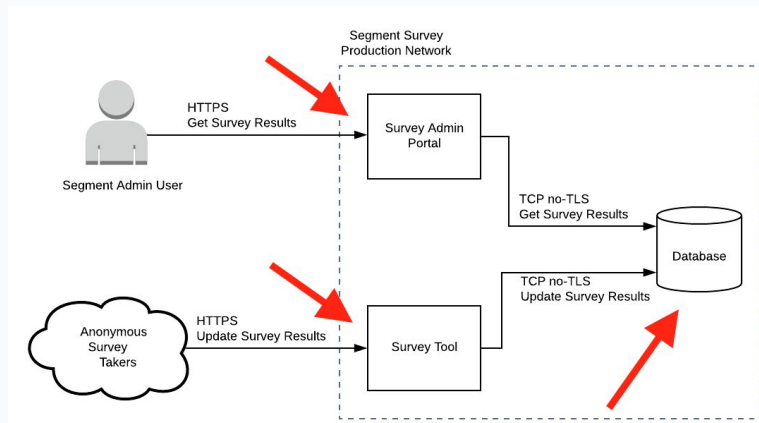 Segment Survey
Production Network
HTTPS
Get Survey Results
Survey Admin
Portal
Segment Admin User
TCP no-TLS
Get Survey Results
Database
TCP no-TLS
Update Survey Results
HTTPS
Update Survey Results
Anonymous
Survey
Takers
Survey Tool